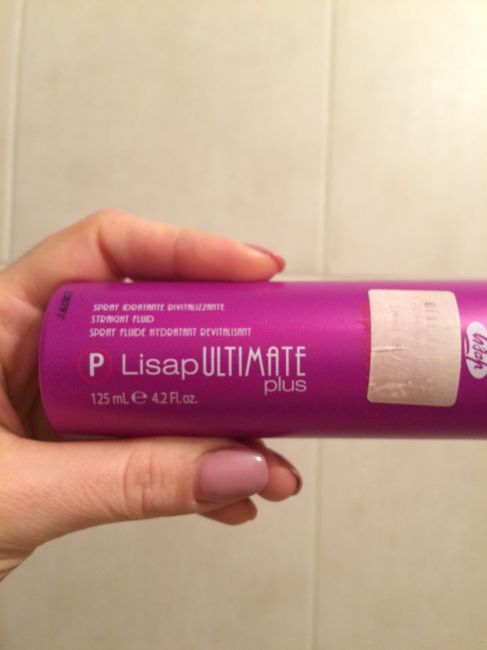 SPRAY IDRATANTE RIVITALIZZANTE
STRAIGHT FLUID
SPRAY FLUIDE HYDRATANT REVITALISANT
P LisapULTIMATE
plus
125 mL e 4.2 Fl. oz.